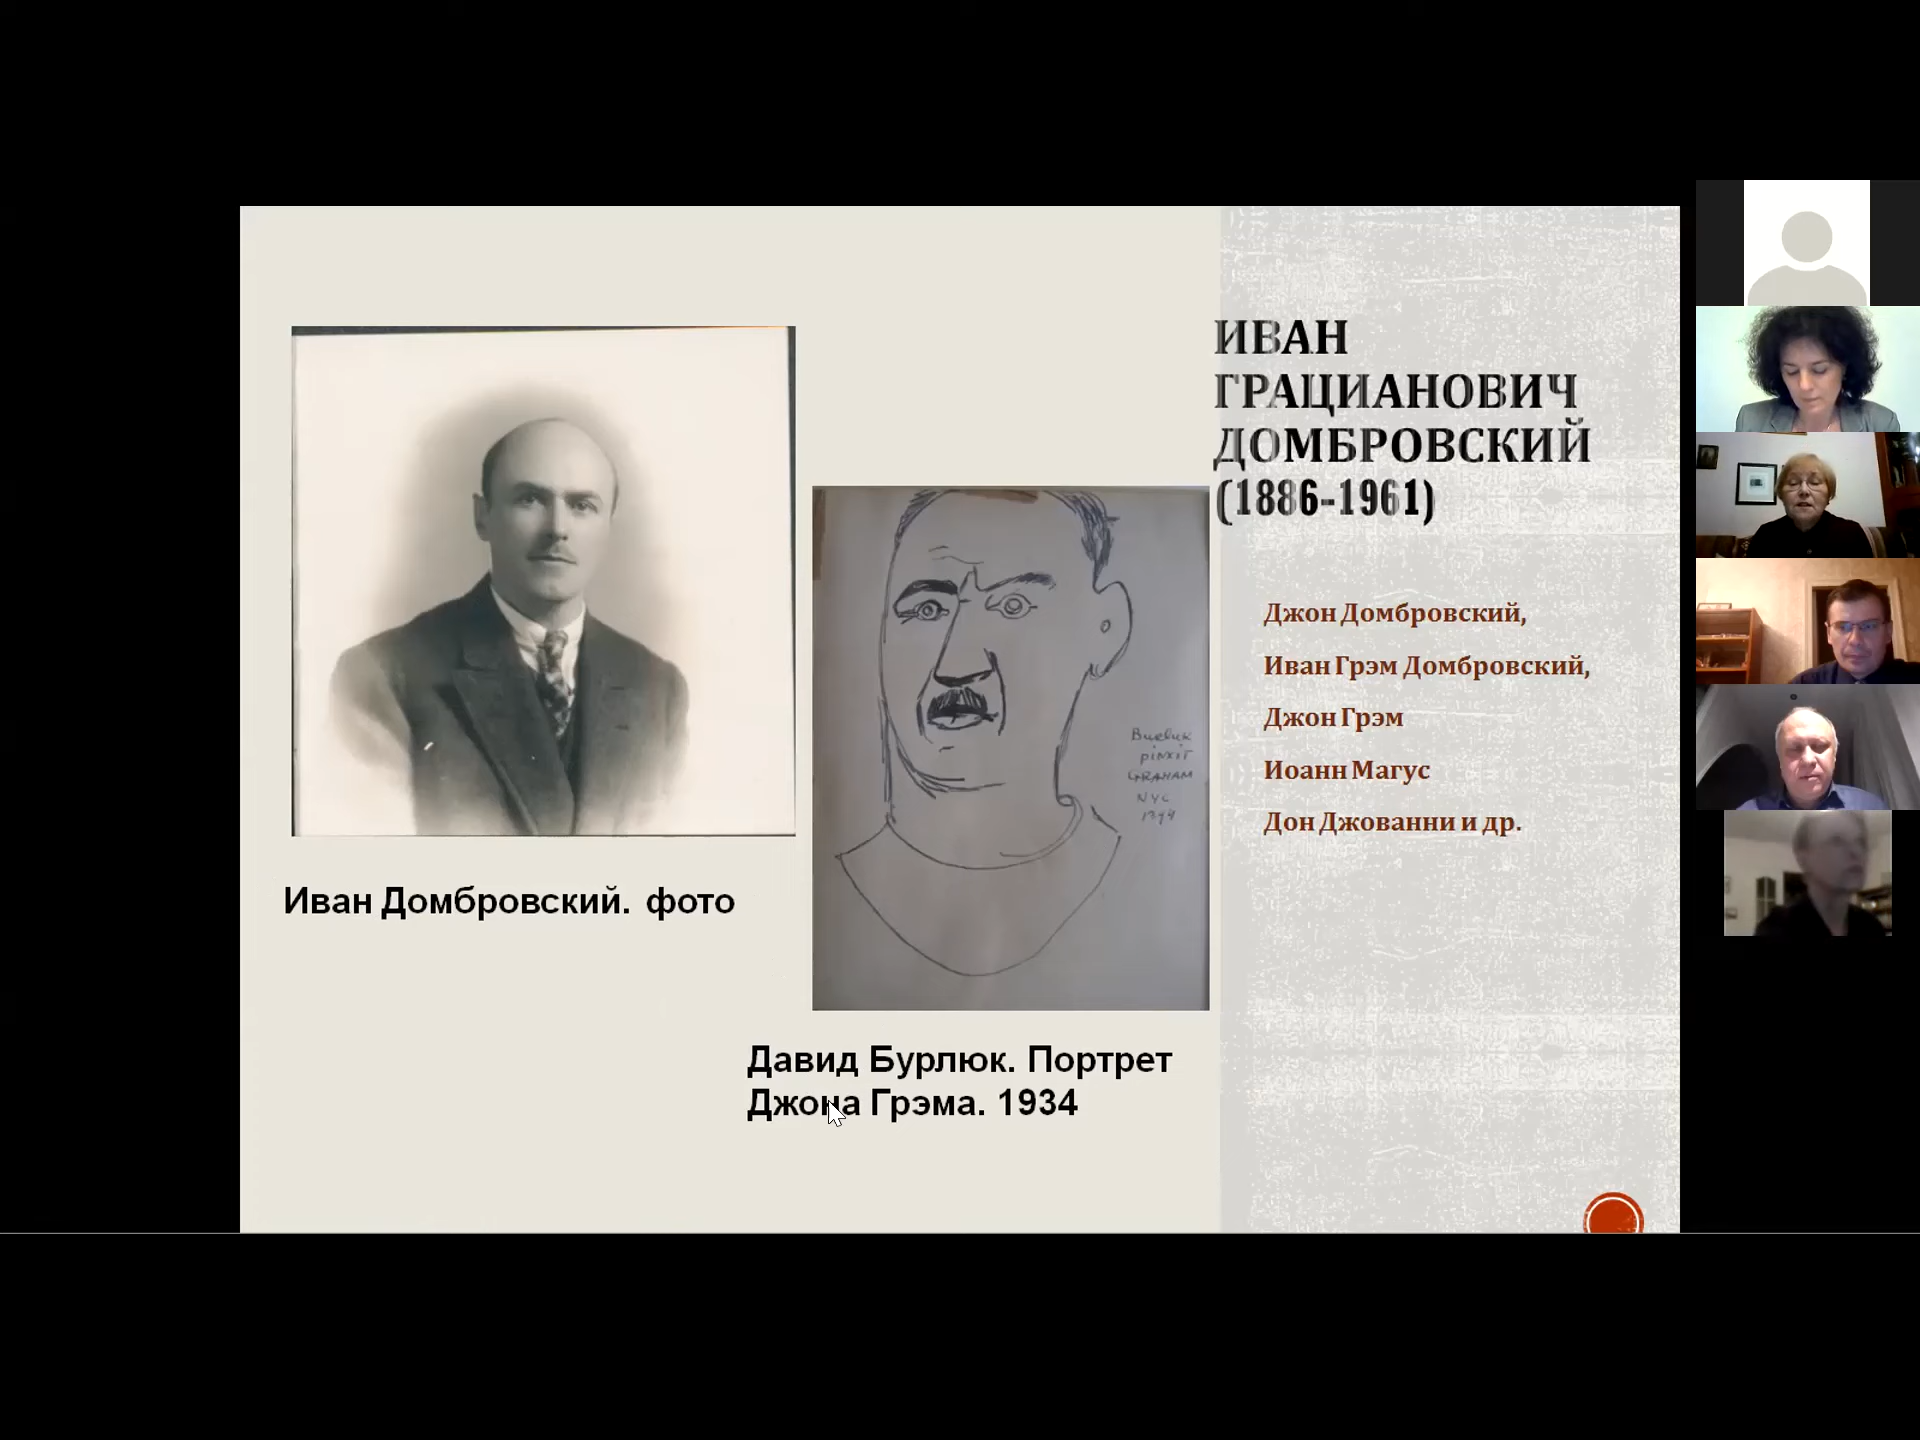 ИВАН
ГРАЦИАНОВИЧ
ДОМБРОВСКИЙ
(1886-1961)
Джон Домбровский,
Иван Грэм Домбровский,
Джон Грэм
Иоанн Магус
Дон Джованни и др.
Иван Домбровский. фото
pinxit
GRAHAM
NYC
Давид Бурлюк. Портрет
Джона Грэма. 1934